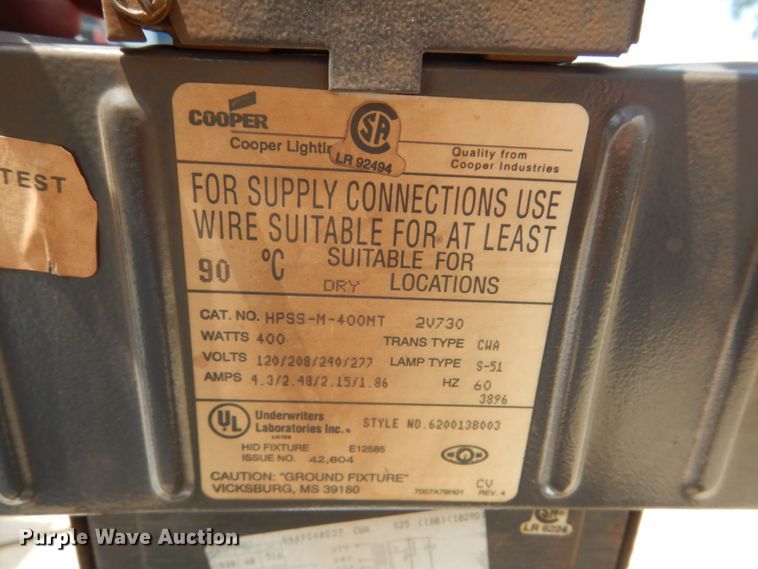 COOPER
Cooper Lightin
SA
LR 92494
Quality from
Cooper Industries
TEST
FOR SUPPLY CONNECTIONS USE
WIRE SUITABLE FOR AT LEAST
90 °C SUITABLE FOR
DRY LOCATIONS
CAT. NO. HPSS-M-400MT 2V730
WATTS 400 TRANS TYPE CWA
VOLTS 120/208/240/277 LAMP TYPE S-51
AMPS 4.3/2.48/2.15/1.86 HZ 60
3896
UL Underwriters
Laboratories Inc.®
LISTED
STYLE NO.6200138003
HID FIXTURE E12585
ISSUE NO. 42,604
CAUTION: "GROUND FIXTURE"
VICKSBURG, MS 39180
7007A79H01
CV
REV. 4
LR 6224
Purple Wave Auction